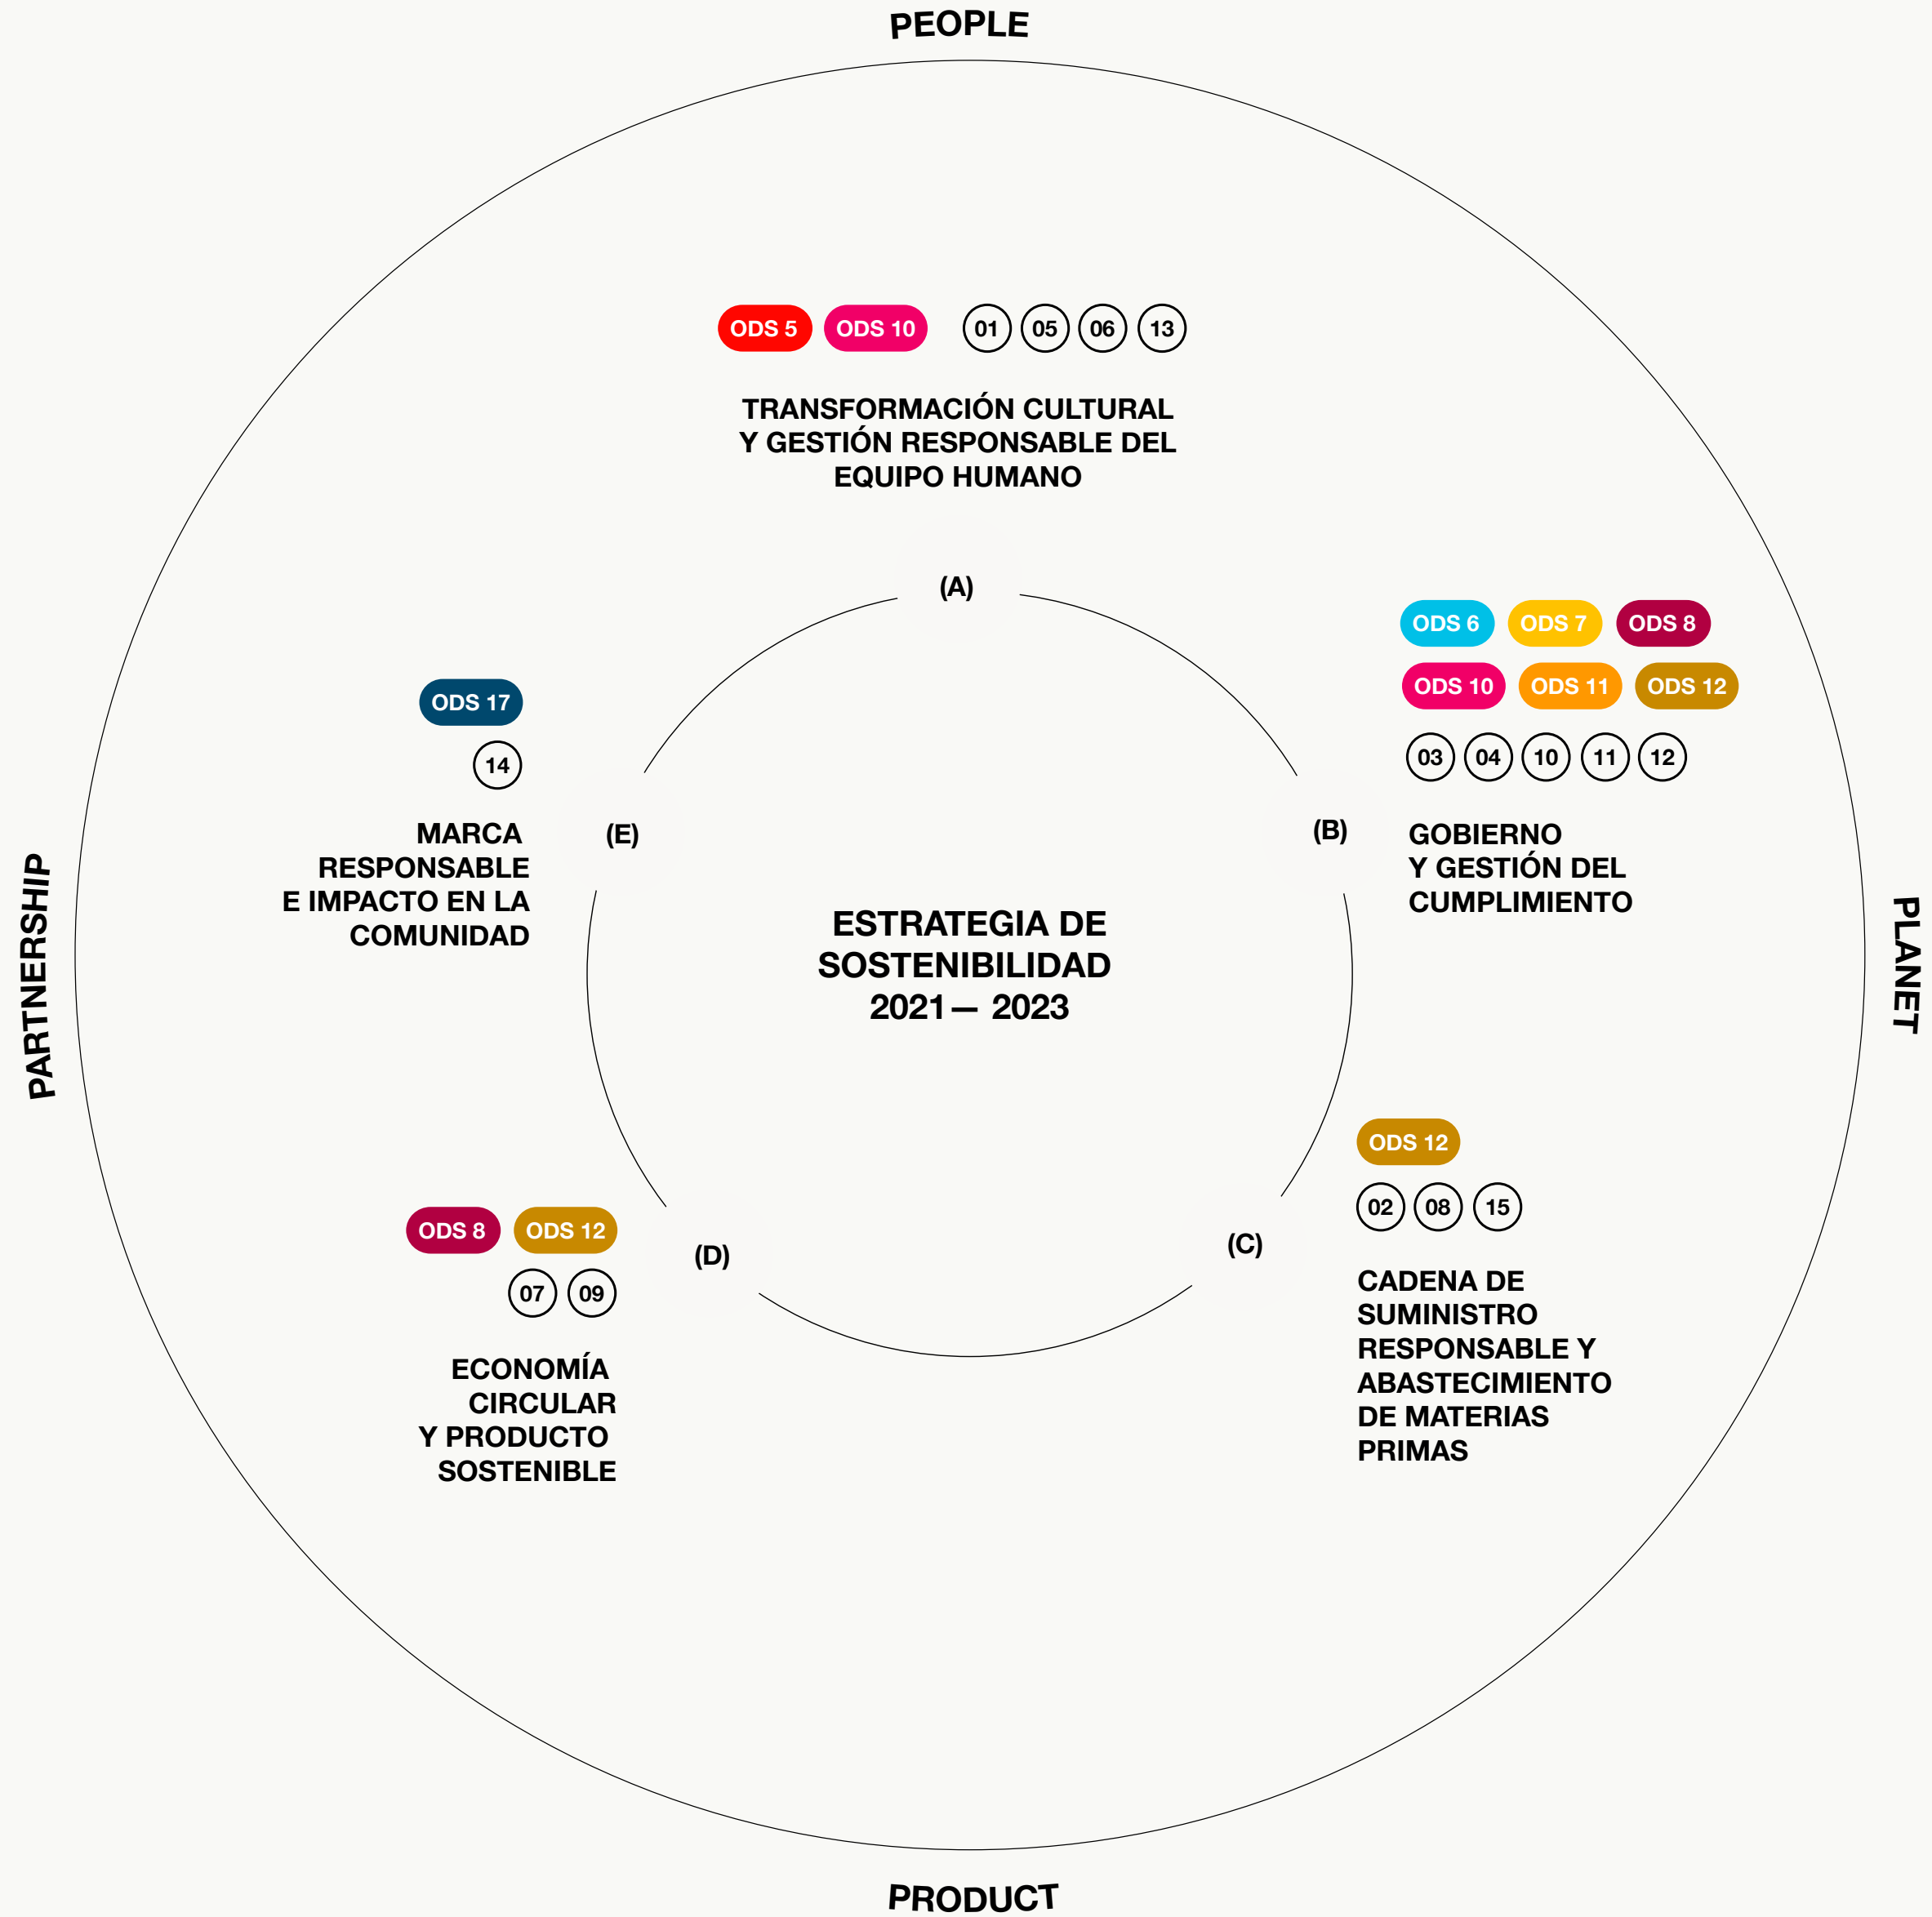 PEOPLE
ODS 5 ODS 10 01 05 06 13
TRANSFORMACIÓN CULTURAL
Y GESTIÓN RESPONSABLE DEL
EQUIPO HUMANO
(A)
ODS 6 ODS 7 ODS 8
ODS 10 ODS 11 ODS 12
03 04 10 11 12
(B)
GOBIERNO
Y GESTIÓN DEL
CUMPLIMIENTO
PLANET
ODS 17
14
MARCA
RESPONSABLE
E IMPACTO EN LA
COMUNIDAD
(E)
PARTNERSHIP
ESTRATEGIA DE
SOSTENIBILIDAD
2021— 2023
ODS 12
02 08 15
(C)
CADENA DE
SUMINISTRO
RESPONSABLE Y
ABASTECIMIENTO
DE MATERIAS
PRIMAS
ODS 8 ODS 12
07 09
(D)
ECONOMÍA
CIRCULAR
Y PRODUCTO
SOSTENIBLE
PRODUCT